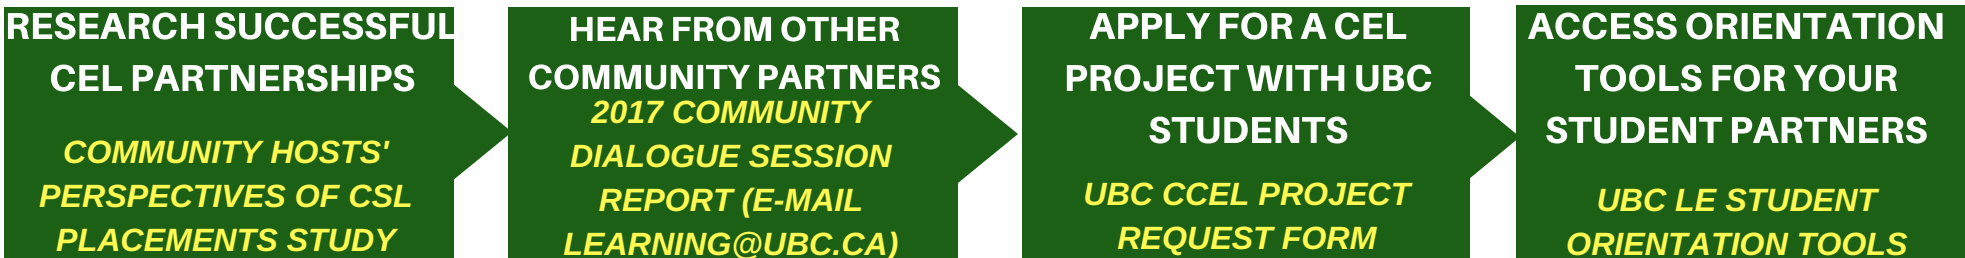 RESEARCH SUCCESSFUL
CEL PARTNERSHIPS
COMMUNITY HOSTS'
PERSPECTIVES OF CSL
PLACEMENTS STUDY
HEAR FROM OTHER
COMMUNITY PARTNERS
2017 COMMUNITY
DIALOGUE SESSION
REPORT (E-MAIL
LEARNING@UBC.CA)
APPLY FOR A CEL
PROJECT WITH UBC
STUDENTS
UBC CCEL PROJECT
REQUEST FORM
ACCESS ORIENTATION
TOOLS FOR YOUR
STUDENT PARTNERS
UBC LE STUDENT
ORIENTATION TOOLS